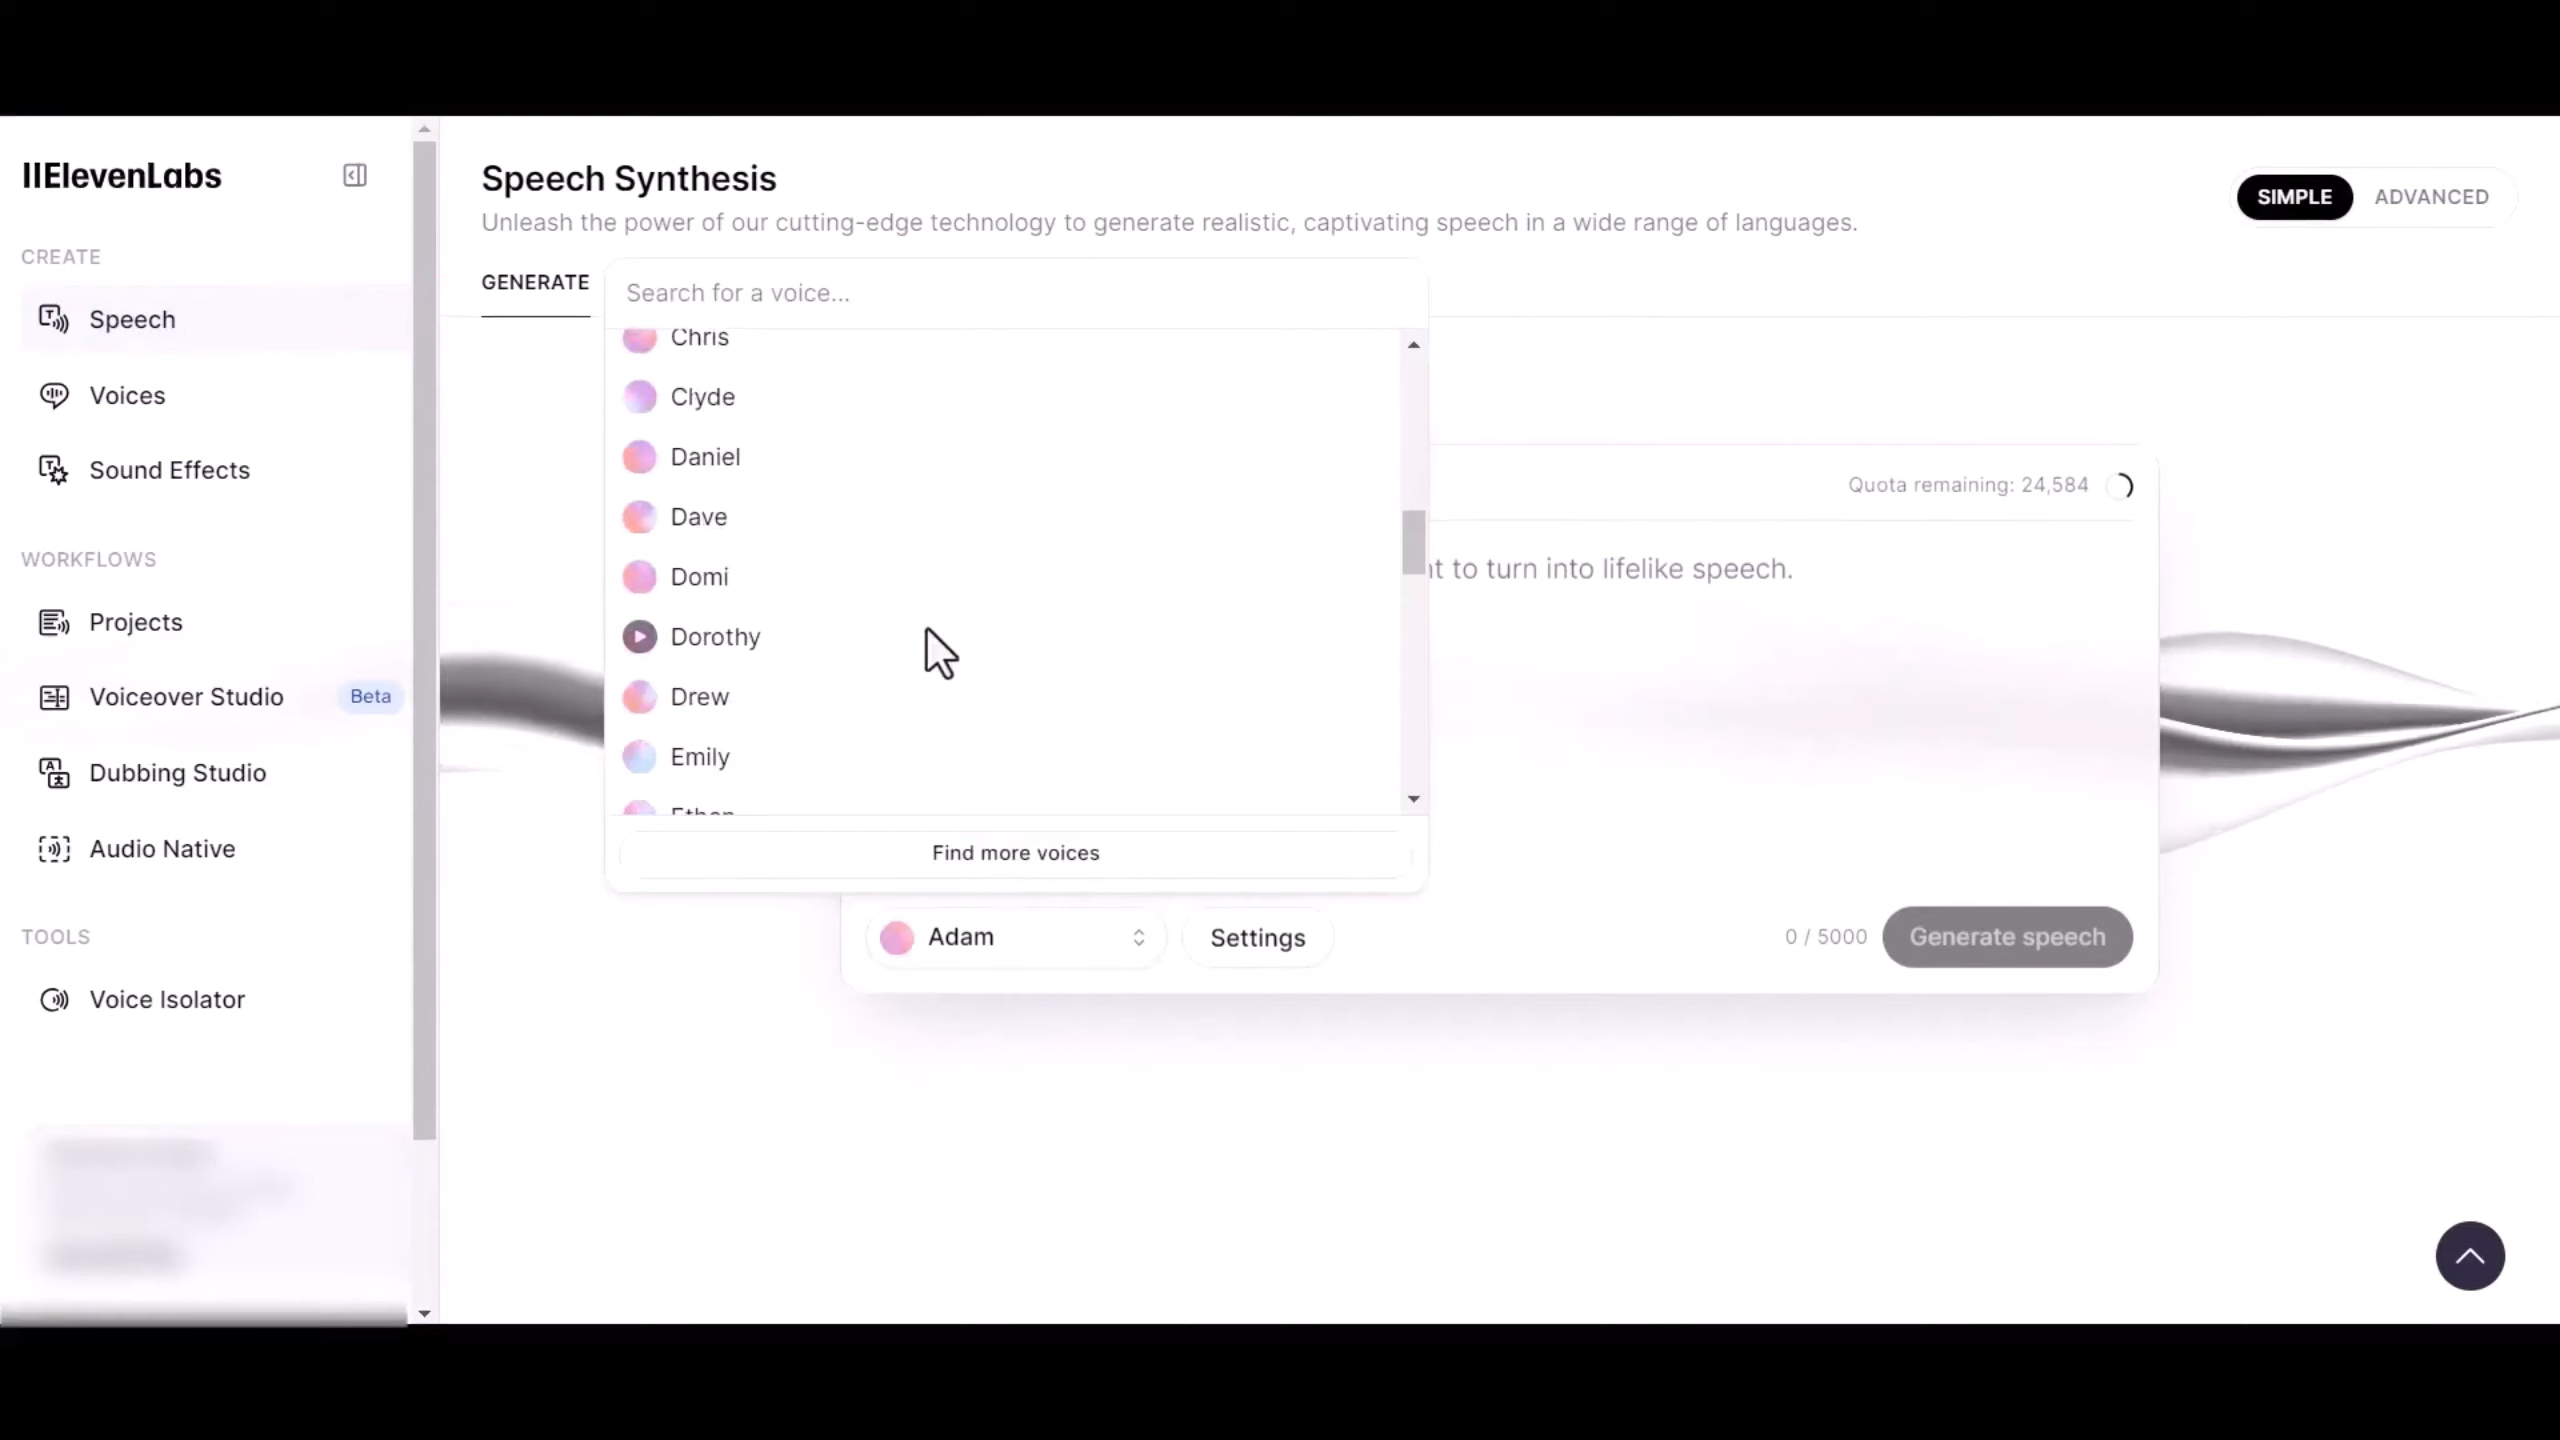 IIElevenLabs
CREATE
Speech
Voices
Sound Effects
WORKFLOWS
Projects
Voiceover Studio Beta
Dubbing Studio
Audio Native
TOOLS
Voice Isolator
Speech Synthesis
Unleash the power of our cutting-edge technology to generate realistic, captivating speech in a wide range of languages.
SIMPLE ADVANCED
GENERATE
Search for a voice...
Chris
Clyde
Daniel
Dave
Domi
Dorothy
Drew
Emily
Find more voices
Quota remaining: 24,584
to turn into lifelike speech.
Adam
Settings
0 / 5000
Generate speech